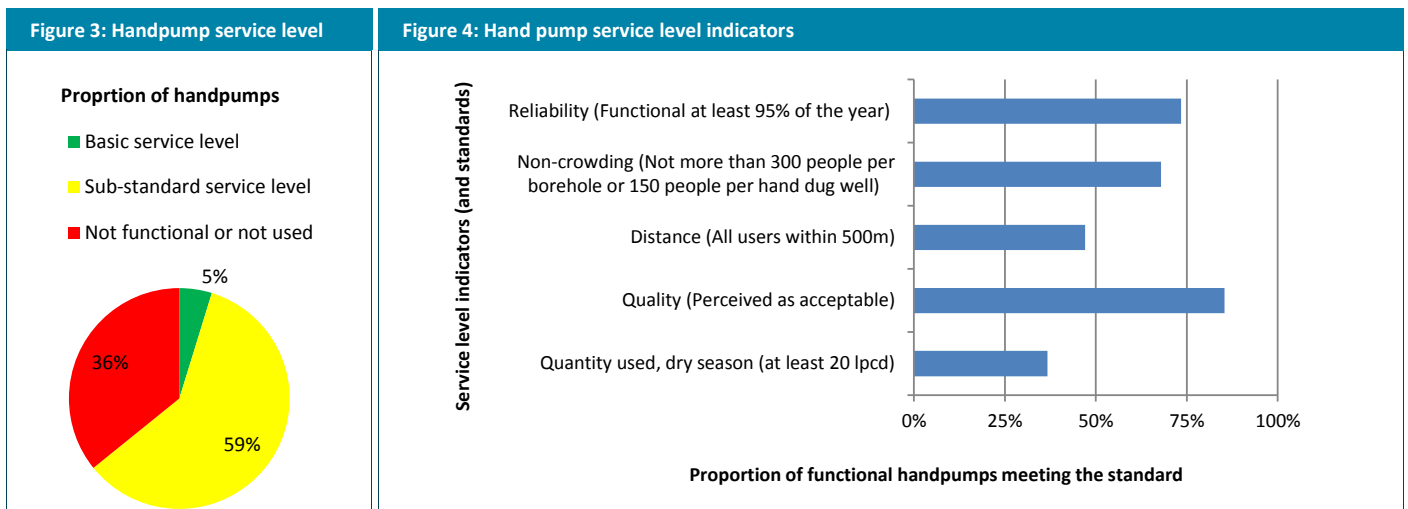 Figure 3: Handpump service level
Proprtion of handpumps
Basic service level
Sub-standard service level
Not functional or not used
5%
36%
59%
Figure 4: Hand pump service level indicators
Service level indicators (and standards)
Reliability (Functional at least 95% of the year)
Non-crowding (Not more than 300 people per
borehole or 150 people per hand dug well)
Distance (All users within 500m)
Quality (Perceived as acceptable)
Quantity used, dry season (at least 20 lpcd)
0% 25% 50% 75% 100%
Proportion of functional handpumps meeting the standard